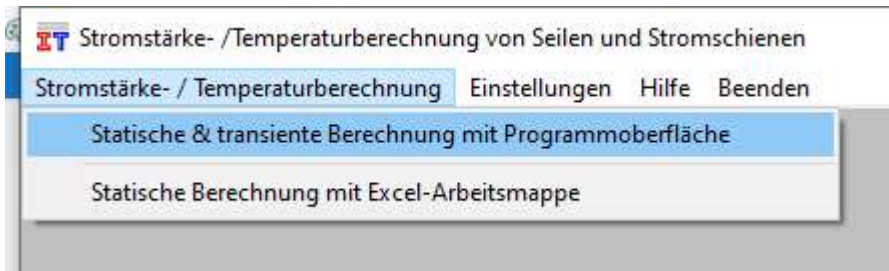 IT Stromstärke- /Temperaturberechnung von Seilen und Stromschienen
Stromstärke- / Temperaturberechnung Einstellungen Hilfe Beenden
Statische & transiente Berechnung mit Programmoberfläche
Statische Berechnung mit Excel-Arbeitsmappe